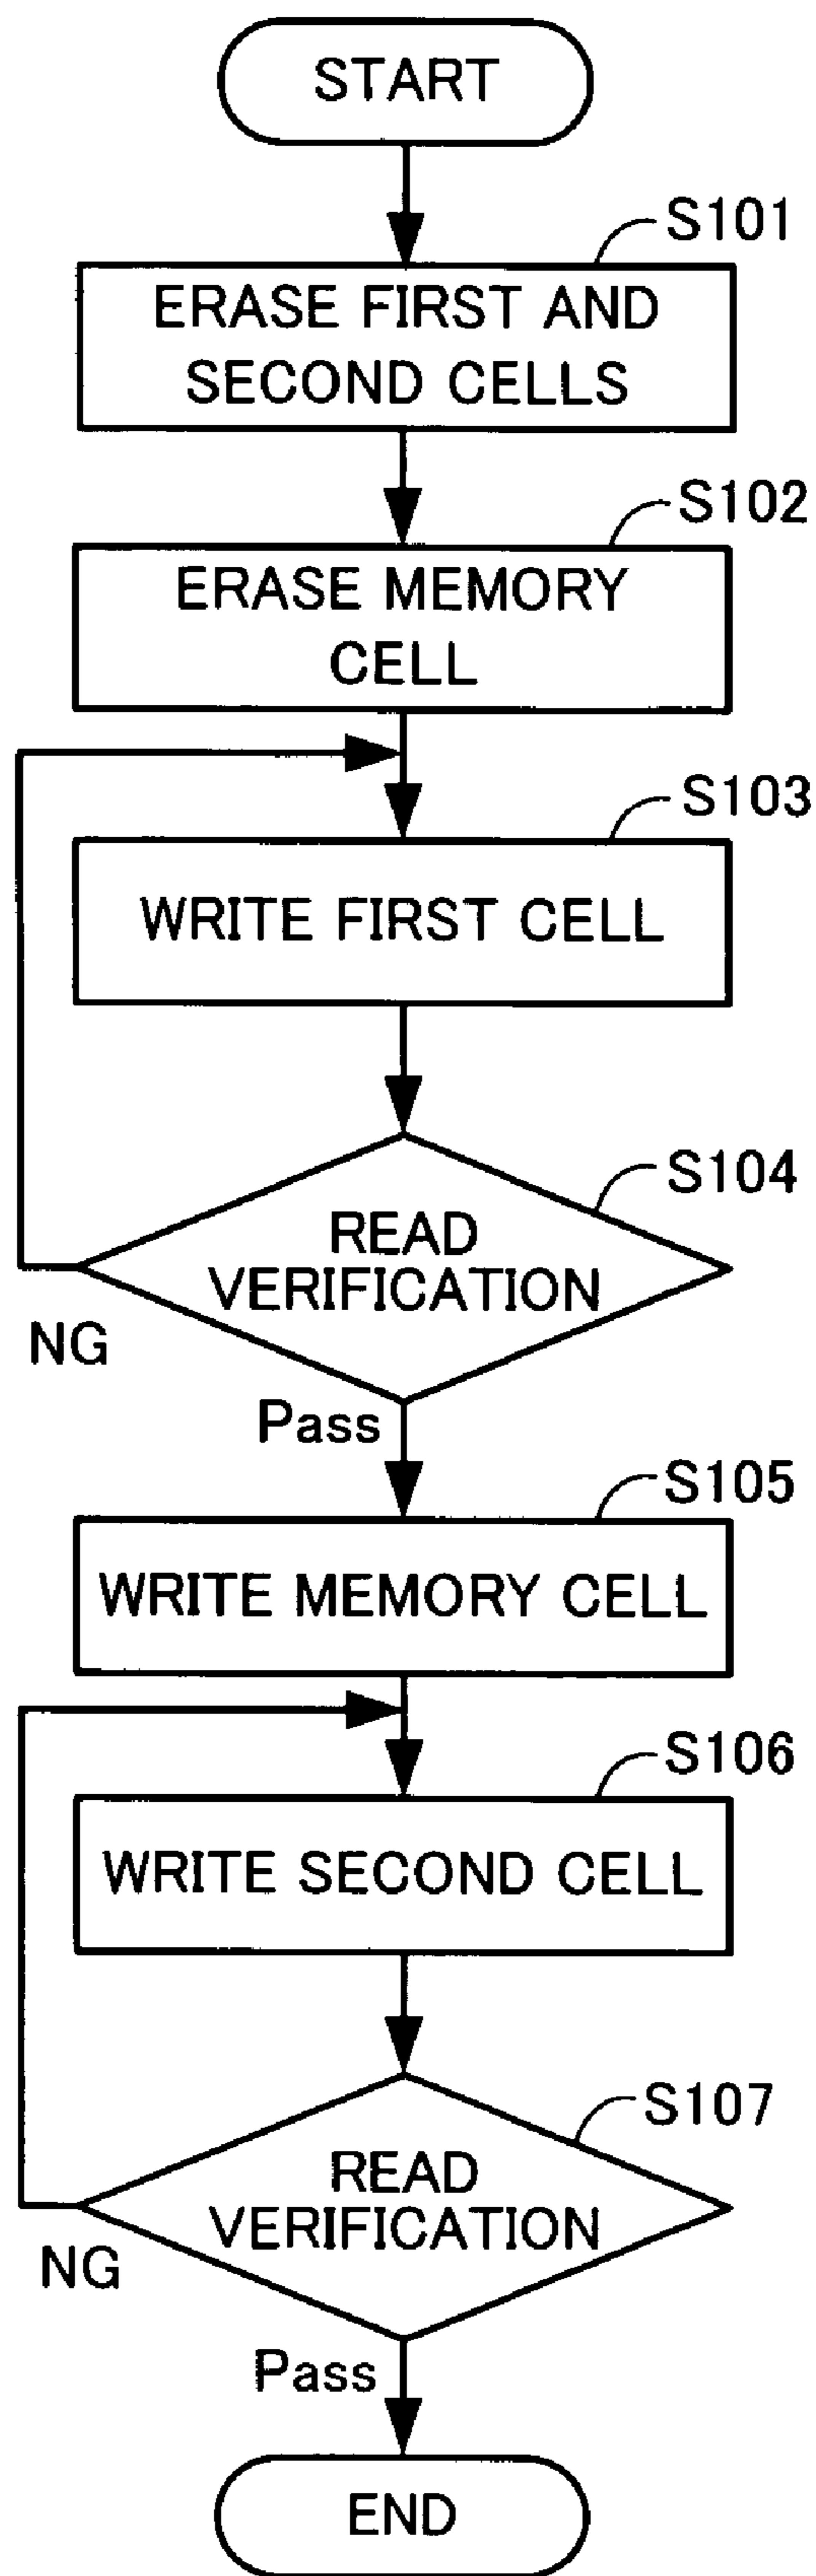 START
S101
ERASE FIRST AND
SECOND CELLS
S102
ERASE MEMORY
CELL
S103
WRITE FIRST CELL
S104
READ
VERIFICATION
NG
Pass
S105
WRITE MEMORY CELL
S106
WRITE SECOND CELL
S107
READ
VERIFICATION
NG
Pass
END